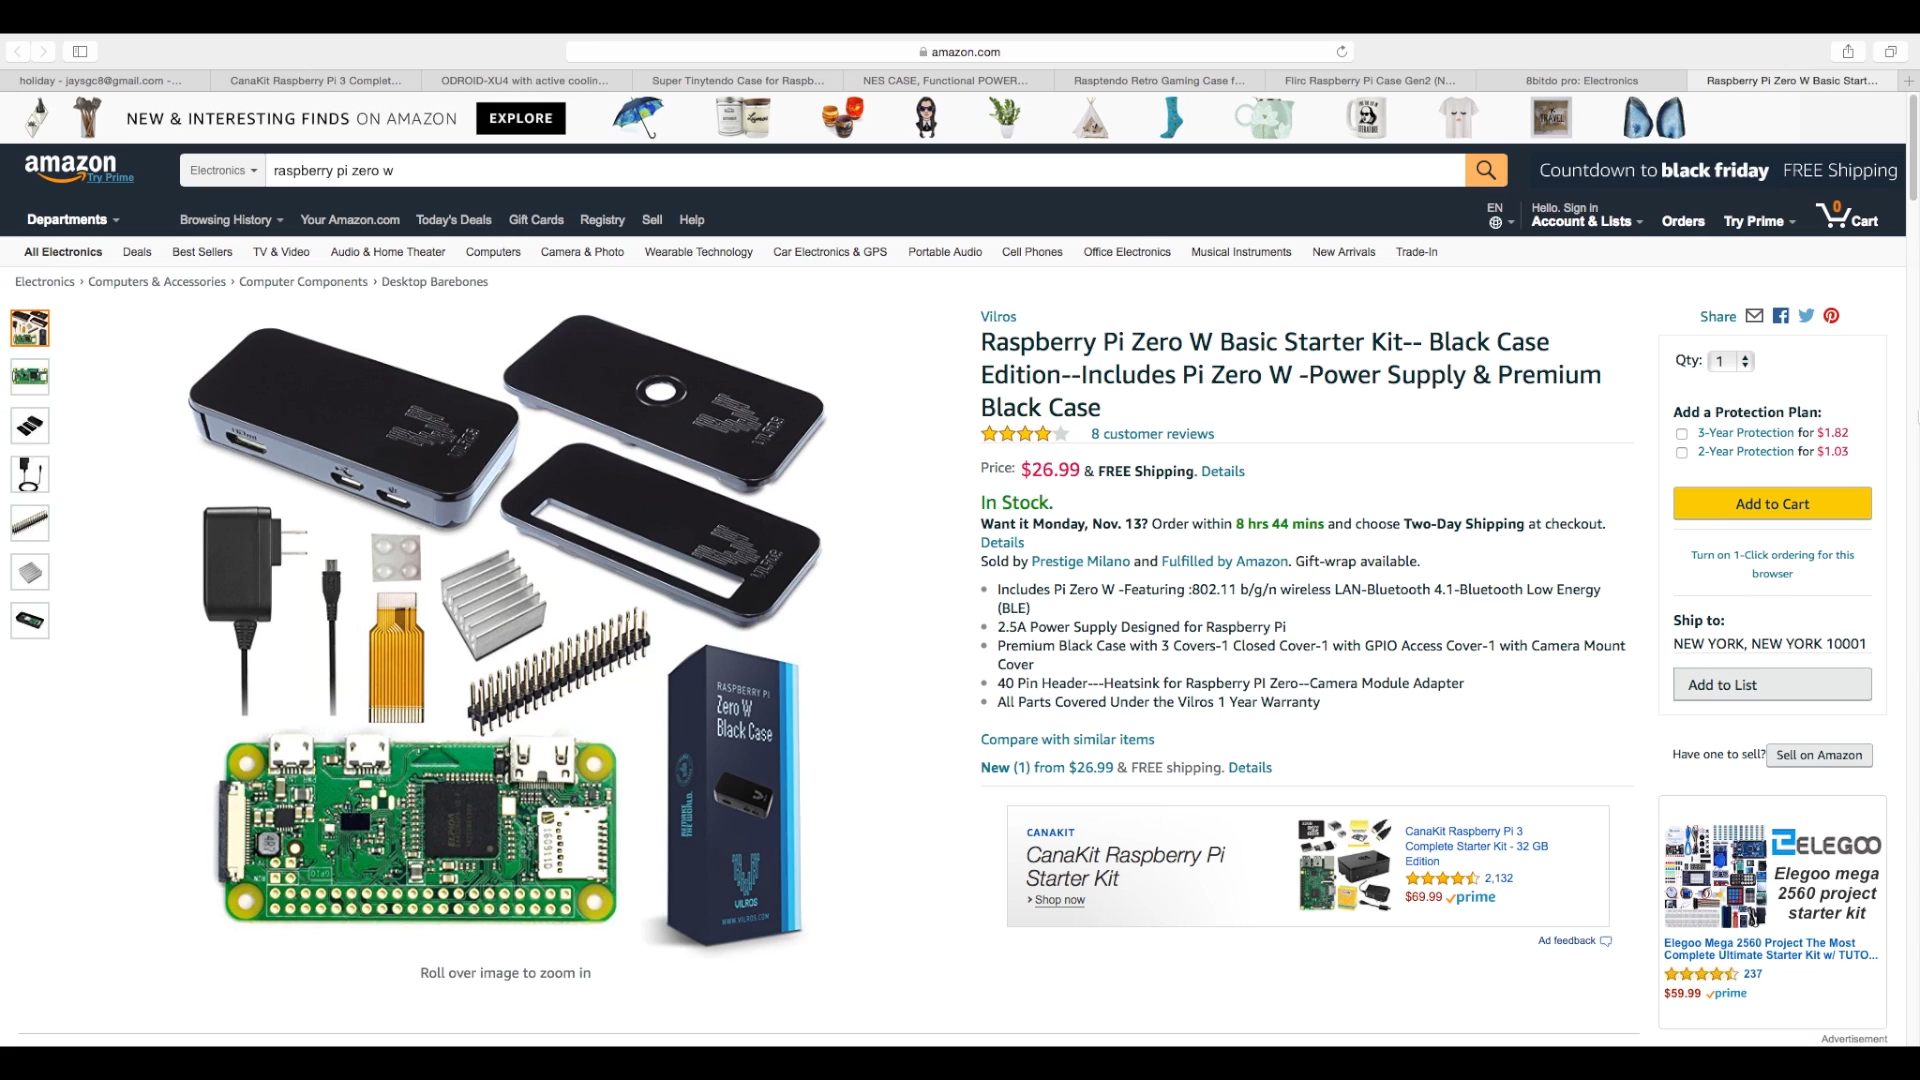 amazon.com
holiday - jaysgc8@gmail.com -...
CanaKit Raspberry Pi 3 Complet...
ODROID-XU4 with active coolin...
Super Tinytendo Case for Raspb...
NES CASE, Functional POWER...
Rasptendo Retro Gaming Case f...
Flirc Raspberry Pi Case Gen2 (N...
8bitdo pro: Electronics
Raspberry Pi Zero W Basic Start...
NEW & INTERESTING FINDS ON AMAZON EXPLORE
TRAVEL
amazon
Try Prime
Electronics
raspberry pi zero w
Countdown to black friday FREE Shipping
Departments
Browsing History
Your Amazon.com
Today's Deals
Gift Cards
Registry
Sell
Help
EN
Hello. Sign in
Account & Lists
Orders
Try Prime
0
Cart
All Electronics
Deals
Best Sellers
TV & Video
Audio & Home Theater
Computers
Camera & Photo
Wearable Technology
Car Electronics & GPS
Portable Audio
Cell Phones
Office Electronics
Musical Instruments
New Arrivals
Trade-In
Electronics › Computers & Accessories › Computer Components › Desktop Barebones
RASPBERRY PI
Zero W
Black Case
VILROS
WWW.VILROS.COM
Roll over image to zoom in
Vilros
Raspberry Pi Zero W Basic Starter Kit-- Black Case
Edition--Includes Pi Zero W -Power Supply & Premium
Black Case
8 customer reviews
Price: $26.99 & FREE Shipping. Details
In Stock.
Want it Monday, Nov. 13? Order within 8 hrs 44 mins and choose Two-Day Shipping at checkout.
Details
Sold by Prestige Milano and Fulfilled by Amazon. Gift-wrap available.
Includes Pi Zero W -Featuring :802.11 b/g/n wireless LAN-Bluetooth 4.1-Bluetooth Low Energy
(BLE)
2.5A Power Supply Designed for Raspberry Pi
Premium Black Case with 3 Covers-1 Closed Cover-1 with GPIO Access Cover-1 with Camera Mount
Cover
40 Pin Header---Heatsink for Raspberry PI Zero--Camera Module Adapter
All Parts Covered Under the Vilros 1 Year Warranty
Compare with similar items
New (1) from $26.99 & FREE shipping. Details
CANAKIT
CanaKit Raspberry Pi
Starter Kit
› Shop now
CanaKit Raspberry Pi 3
Complete Starter Kit - 32 GB
Edition
2,132
$69.99 prime
Ad feedback
Share
Qty: 1
Add a Protection Plan:
3-Year Protection for $1.82
2-Year Protection for $1.03
Add to Cart
Turn on 1-Click ordering for this
browser
Ship to:
NEW YORK, NEW YORK 10001
Add to List
Have one to sell? Sell on Amazon
ELEGOO
Elegoo mega
2560 project
starter kit
Elegoo Mega 2560 Project The Most
Complete Ultimate Starter Kit w/ TUTO...
237
$59.99 prime
Advertisement